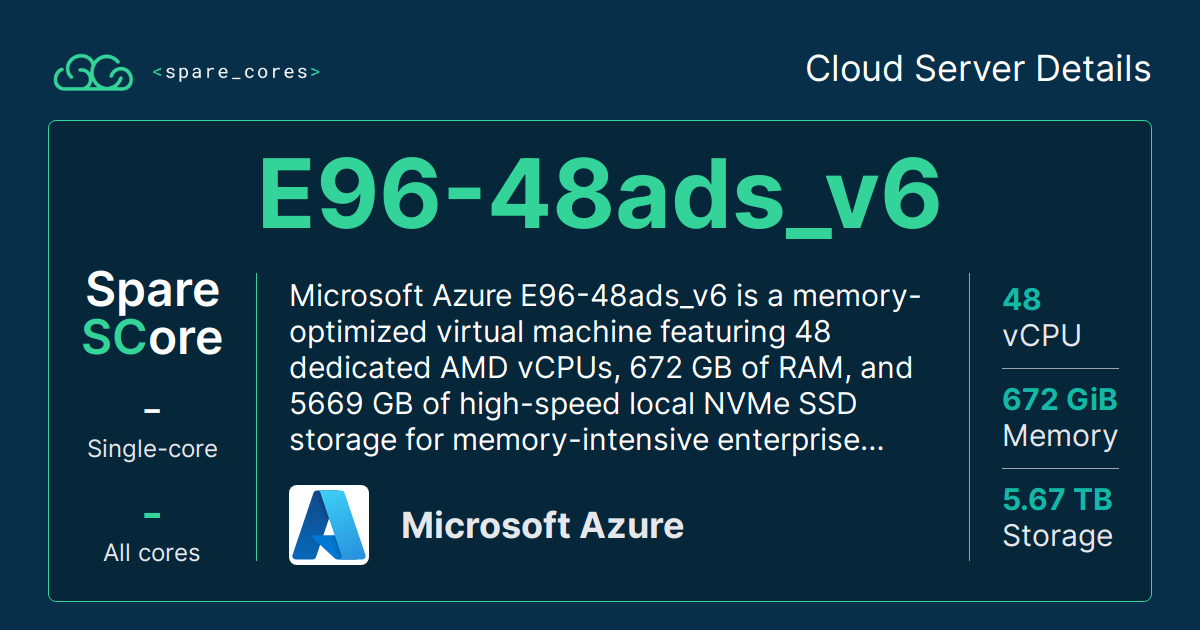 <spare_cores>
Cloud Server Details
E96-48ads_v6
Spare
SCore
–
Single-core
–
All cores
Microsoft Azure E96-48ads_v6 is a memory-
optimized virtual machine featuring 48
dedicated AMD vCPUs, 672 GB of RAM, and
5669 GB of high-speed local NVMe SSD
storage for memory-intensive enterprise...
Microsoft Azure
48
vCPU
672 GiB
Memory
5.67 TB
Storage